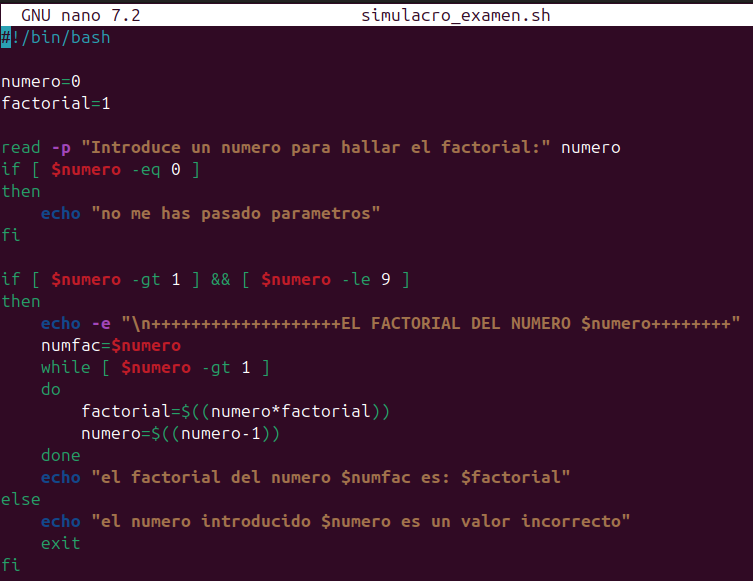 GNU nano 7.2 simulacro_examen.sh
#!/bin/bash
numero=0
factorial=1
read -p "Introduce un numero para hallar el factorial:" numero
if [ $numero -eq 0 ]
then
    echo "no me has pasado parametros"
fi
if [ $numero -gt 1 ] && [ $numero -le 9 ]
then
    echo -e "\n+++++++++++++++++++EL FACTORIAL DEL NUMERO $numero++++++++"
    numfac=$numero
    while [ $numero -gt 1 ]
    do
        factorial=$((numero*factorial))
        numero=$((numero-1))
    done
    echo "el factorial del numero $numfac es: $factorial"
else
    echo "el numero introducido $numero es un valor incorrecto"
    exit
fi